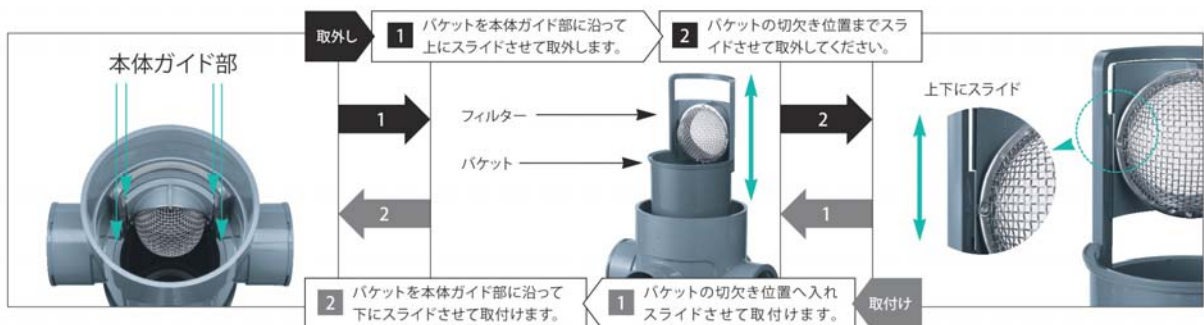 取外し
1
バケットを本体ガイド部に沿って
上にスライドさせて取外します。
2
バケットの切欠き位置までスラ
イドさせて取外してください。
本体ガイド部
1
2
フィルター
バケット
2
1
上下にスライド
2
バケットを本体ガイド部に沿って
下にスライドさせて取付けます。
1
バケットの切欠き位置へ入れ
スライドさせて取付けます。
取付け